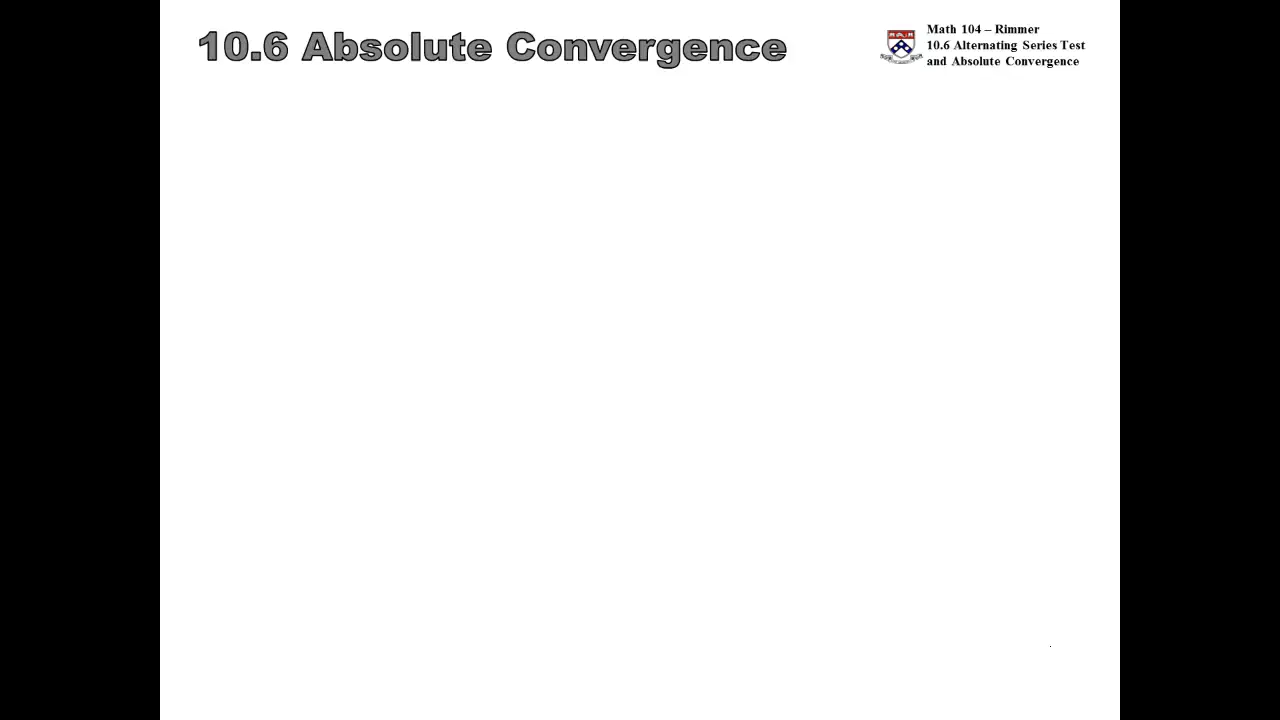 10.6 Absolute Convergence
Math 104 – Rimmer
10.6 Alternating Series Test
and Absolute Convergence